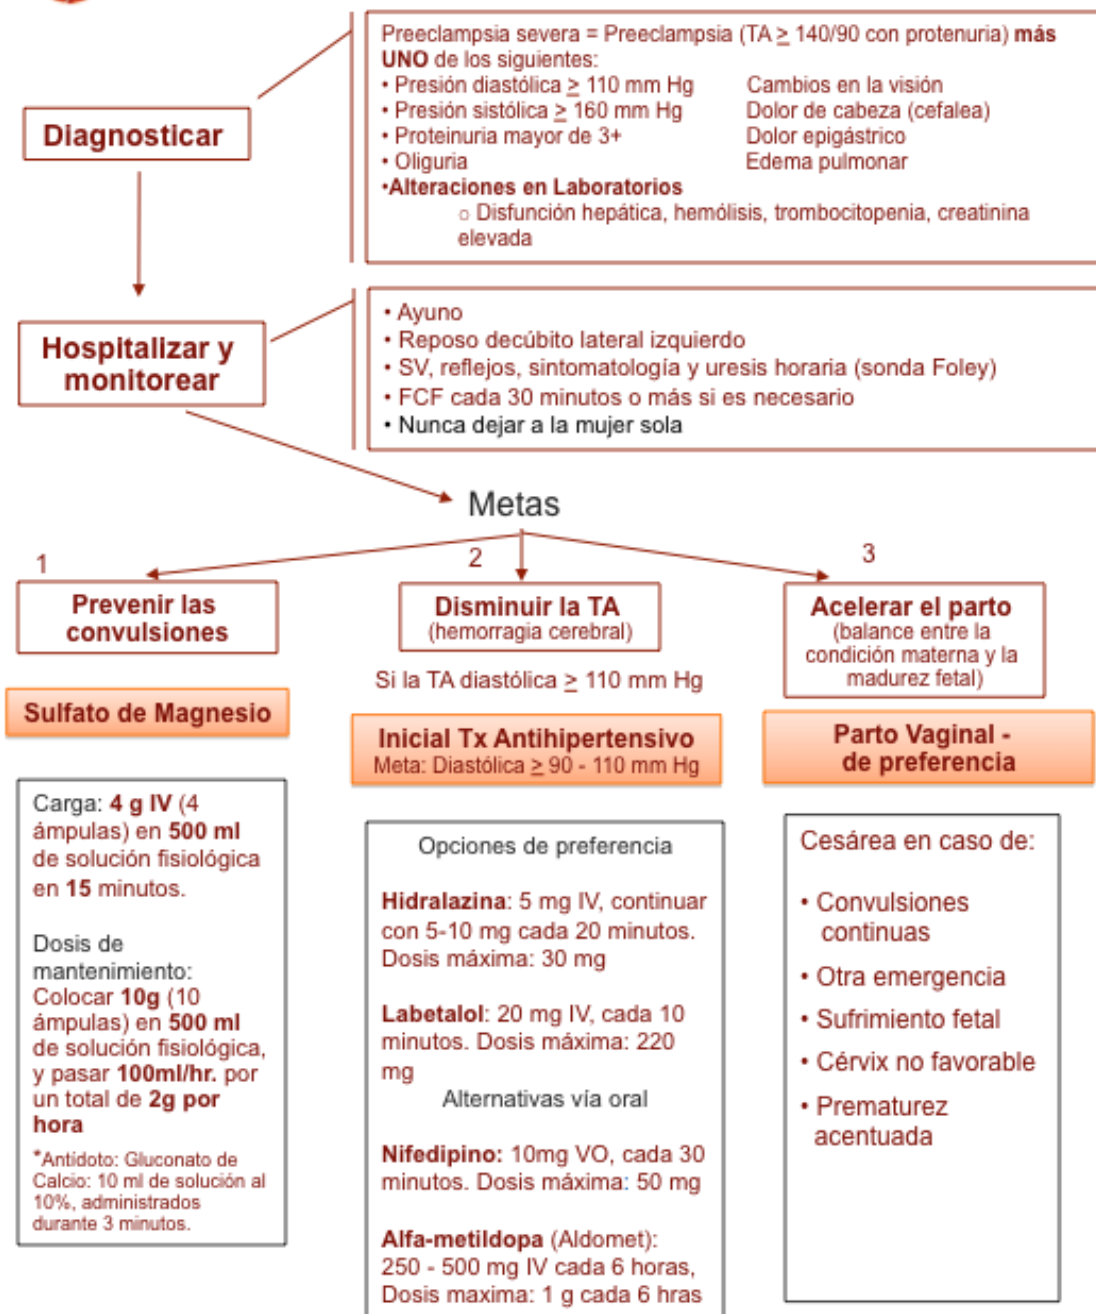 Preeclampsia severa = Preeclampsia (TA ≥ 140/90 con protenuria) más
UNO de los siguientes:
• Presión diastólica ≥ 110 mm Hg Cambios en la visión
• Presión sistólica ≥ 160 mm Hg Dolor de cabeza (cefalea)
• Proteinuria mayor de 3+ Dolor epigástrico
• Oliguria Edema pulmonar
•Alteraciones en Laboratorios
○ Disfunción hepática, hemólisis, trombocitopenia, creatinina
elevada
Diagnosticar
Hospitalizar y
monitorear
• Ayuno
• Reposo decúbito lateral izquierdo
• SV, reflejos, sintomatología y uresis horaria (sonda Foley)
• FCF cada 30 minutos o más si es necesario
• Nunca dejar a la mujer sola
Metas
1
Prevenir las
convulsiones
Sulfato de Magnesio
Carga: 4 g IV (4
ámpulas) en 500 ml
de solución fisiológica
en 15 minutos.
Dosis de
mantenimiento:
Colocar 10g (10
ámpulas) en 500 ml
de solución fisiológica,
y pasar 100ml/hr. por
un total de 2g por
hora
*Antídoto: Gluconato de
Calcio: 10 ml de solución al
10%, administrados
durante 3 minutos.
2
Disminuir la TA
(hemorragia cerebral)
Si la TA diastólica ≥ 110 mm Hg
Inicial Tx Antihipertensivo
Meta: Diastólica ≥ 90 - 110 mm Hg
Opciones de preferencia
Hidralazina: 5 mg IV, continuar
con 5-10 mg cada 20 minutos.
Dosis máxima: 30 mg
Labetalol: 20 mg IV, cada 10
minutos. Dosis máxima: 220
mg
Alternativas vía oral
Nifedipino: 10mg VO, cada 30
minutos. Dosis máxima: 50 mg
Alfa-metildopa (Aldomet):
250 - 500 mg IV cada 6 horas,
Dosis maxima: 1 g cada 6 hras
3
Acelerar el parto
(balance entre la
condición materna y la
madurez fetal)
Parto Vaginal -
de preferencia
Cesárea en caso de:
• Convulsiones
continuas
• Otra emergencia
• Sufrimiento fetal
• Cérvix no favorable
• Prematurez
acentuada